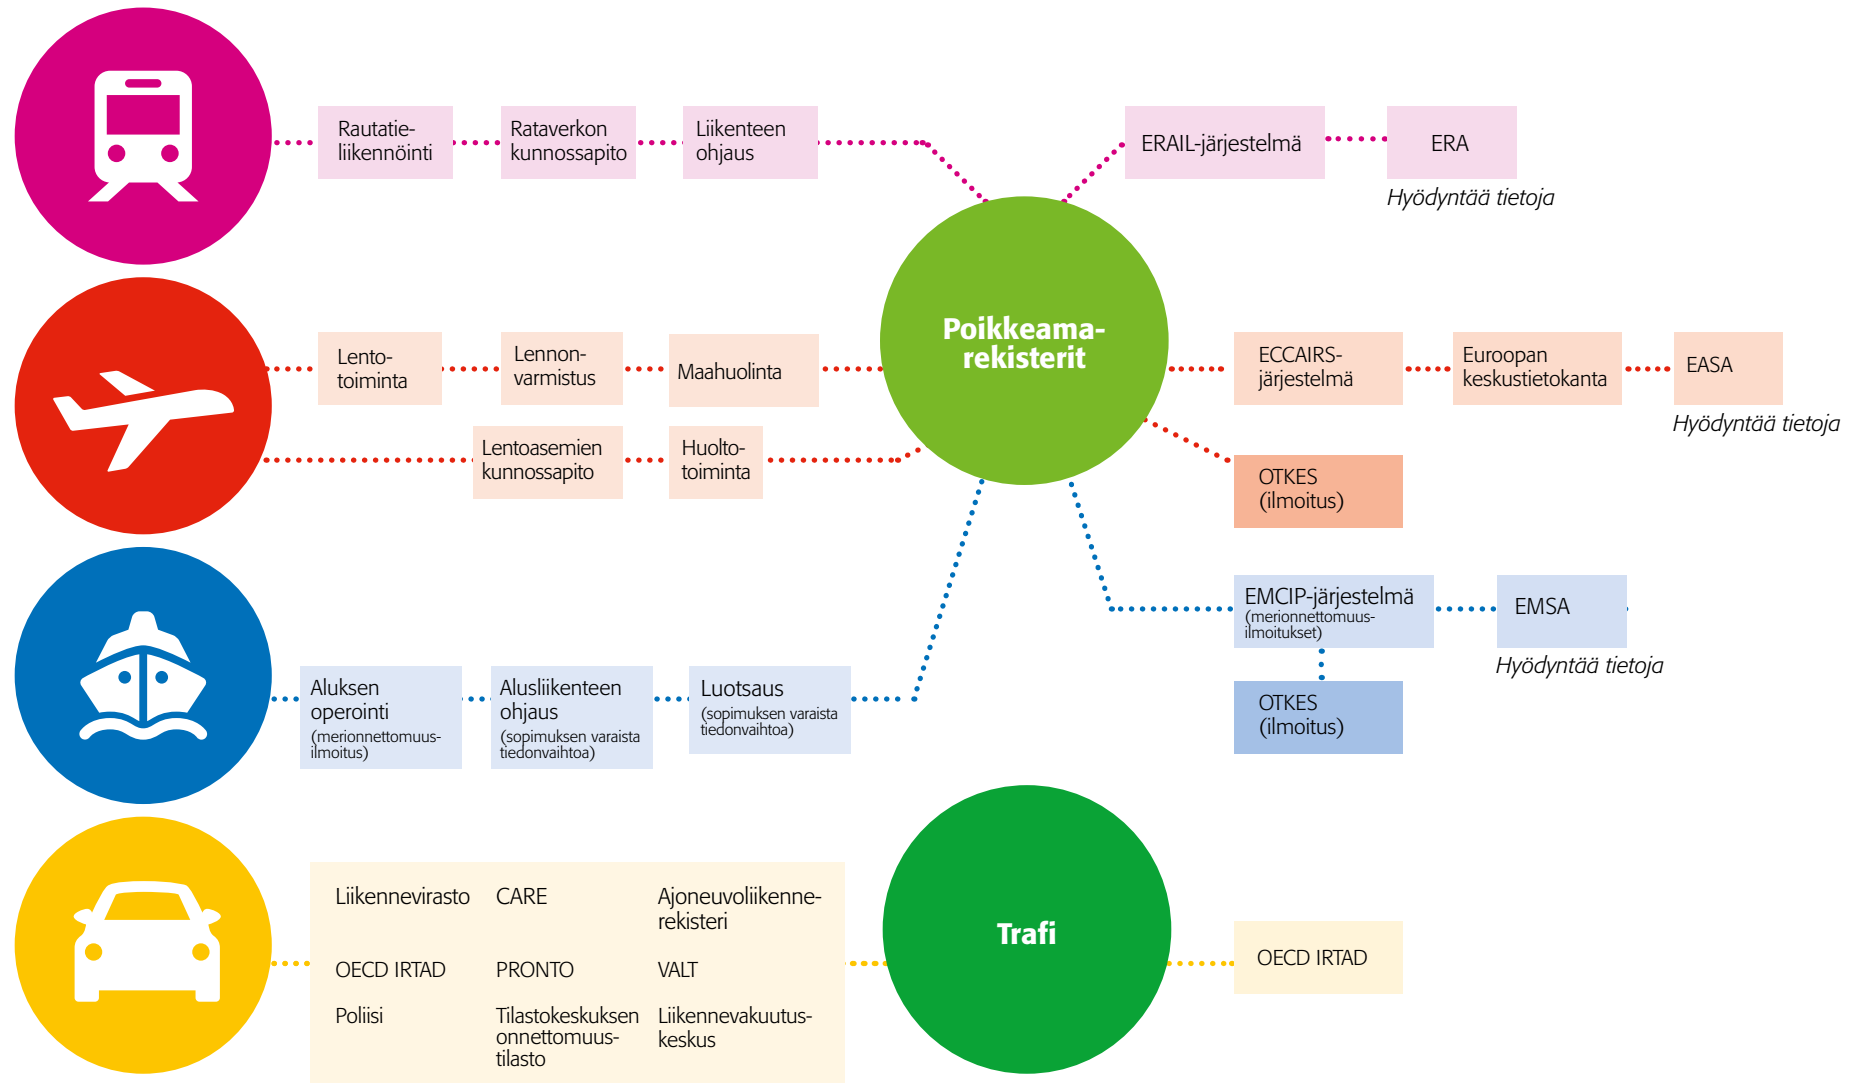 Rautatie-
liikennöinti
Rataverkon
kunnossapito
Liikenteen
ohjaus
ERAIL-järjestelmä
ERA
Hyödyntää tietoja
Poikkeama-
rekisterit
Lento-
toiminta
Lennon-
varmistus
Maahuolinta
ECCAIRS-
järjestelmä
Euroopan
keskustietokanta
EASA
Hyödyntää tietoja
Lentoasemien
kunnossapito
Huolto-
toiminta
OTKES
(ilmoitus)
EMCIP-järjestelmä
(merionnettomuus-
ilmoitukset)
EMSA
Hyödyntää tietoja
OTKES
(ilmoitus)
Aluksen
operointi
(merionnettomuus-
ilmoitus)
Alusliikenteen
ohjaus
(sopimuksen varaista
tiedonvaihtoa)
Luotsaus
(sopimuksen varaista
tiedonvaihtoa)
Liikennevirasto
CARE
Ajoneuvoliikenne-
rekisteri
OECD IRTAD
PRONTO
VALT
Poliisi
Tilastokeskuksen
onnettomuus-
tilasto
Liikennevakuutus-
keskus
Trafi
OECD IRTAD